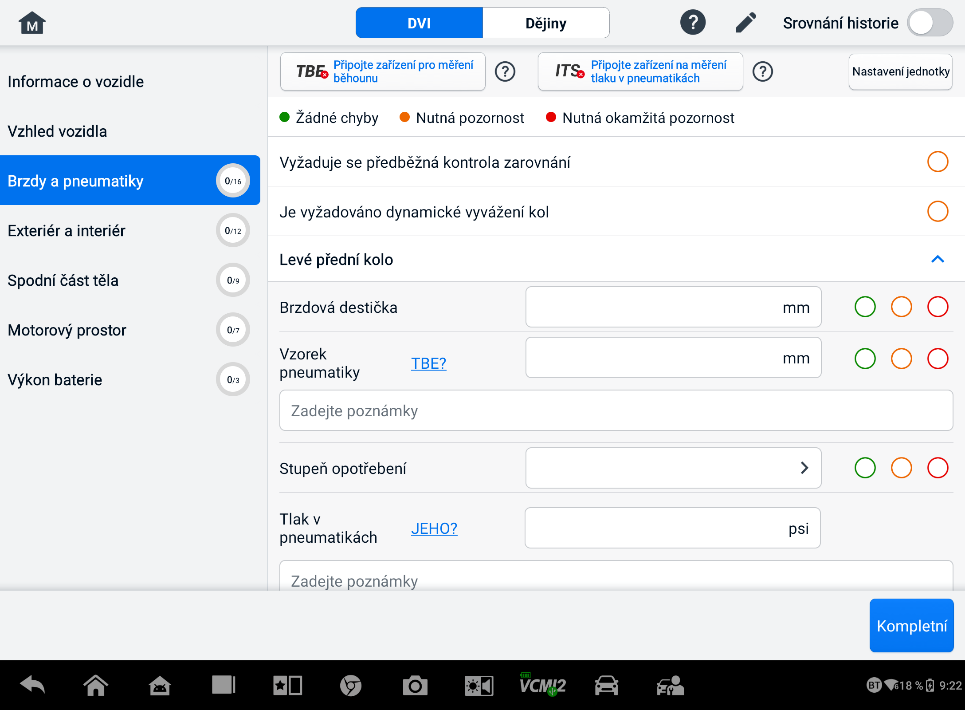 M
DVI
Dějiny
?
Srovnání historie
Informace o vozidle
Vzhled vozidla
Brzdy a pneumatiky
0/16
Exteriér a interiér
0/12
Spodní část těla
0/9
Motorový prostor
0/7
Výkon baterie
0/3
TBE
Připojte zařízení pro měření
běhounu
?
ITS
Připojte zařízení na měření
tlaku v pneumatikách
?
Nastavení jednotky
Žádné chyby
Nutná pozornost
Nutná okamžitá pozornost
Vyžaduje se předběžná kontrola zarovnání
Je vyžadováno dynamické vyvážení kol
Levé přední kolo
Brzdová destička
mm
Vzorek
pneumatiky
TBE?
mm
Zadejte poznámky
Stupeň opotřebení
Tlak v
pneumatikách
JEHO?
psi
Zadejte poznámky
Kompletní
VCMI2
BT
6
18 %
9:22